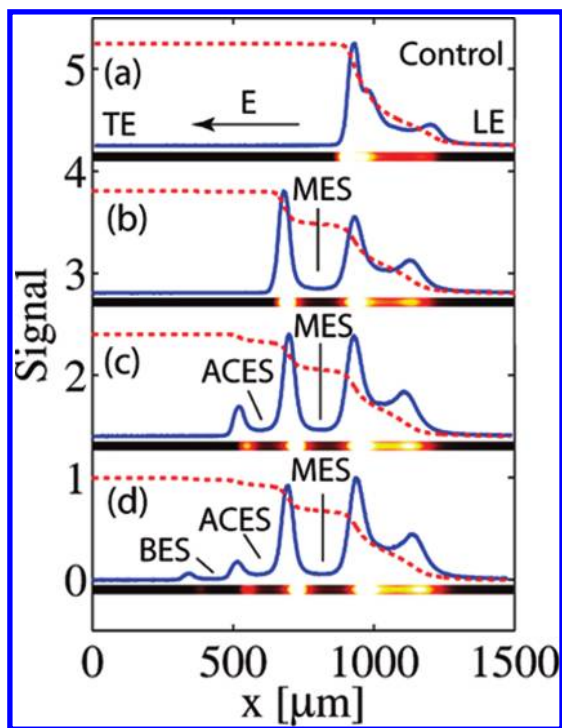 5
(a)
Control
E
TE
LE
4
(b)
MES
3
Signal
(c)
MES
2
ACES
1
(d)
MES
ACES
BES
0
0
500
1000
1500
x [μm]